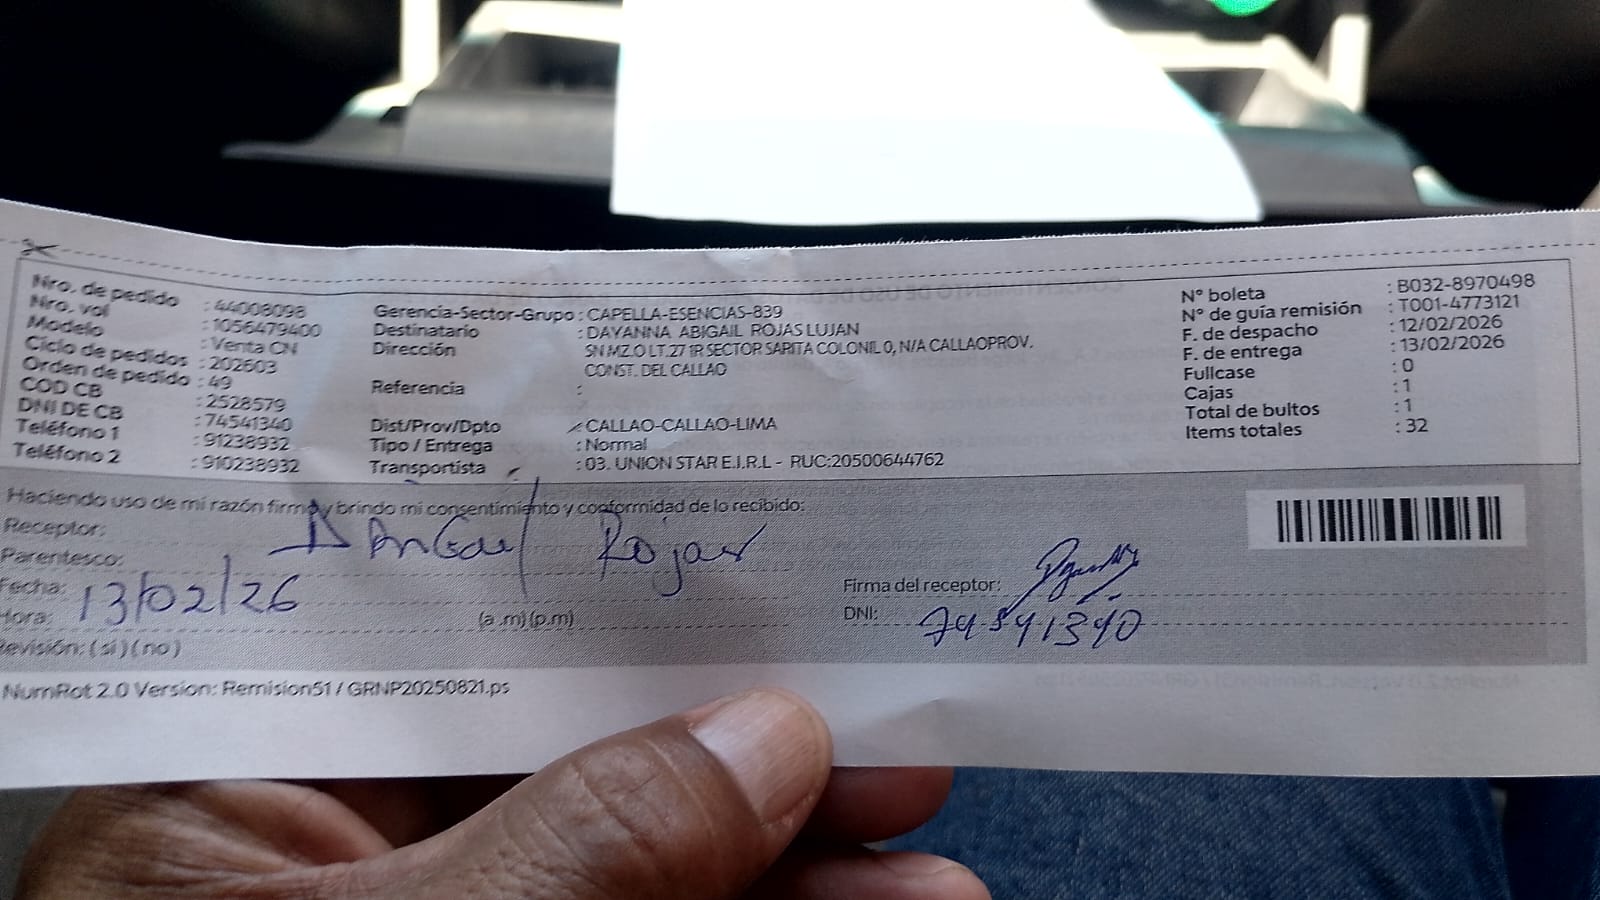 Nro. de pedido : 44008098
Nro. vol : 1056479400
Modelo : Venta CN
Ciclo de pedidos : 202603
Orden de pedido : 49
COD CB : 2528579
DNI DE CB : 74541340
Teléfono 1 : 91238932
Teléfono 2 : 910238932
Gerencia-Sector-Grupo : CAPELLA-ESENCIAS-839
Destinatario : DAYANNA ABIGAIL ROJAS LUJAN
Dirección SN MZ.O LT.27 1R SECTOR SARITA COLONIL 0, N/A CALLAOPROV.
CONST. DEL CALLAO
Referencia :
Dist/Prov/Dpto : CALLAO-CALLAO-LIMA
Tipo / Entrega : Normal
Transportista : 03. UNION STAR E.I.R.L - RUC:20500644762
N° boleta : B032-8970498
N° de guía remisión : T001-4773121
F. de despacho : 12/02/2026
F. de entrega : 13/02/2026
Fullcase : 0
Cajas : 1
Total de bultos : 1
Items totales : 32
Haciendo uso de mi razón firmo y brindo mi consentimiento y conformidad de lo recibido:
Receptor: Rojas
Parentesco:
Fecha: 13/02/26
Hora: (a.m)(p.m)
Revisión: (si) (no)
Firma del receptor:
DNI: 74541340
NumRot 2.0 Version: Remision51 / GRNP20250821.ps